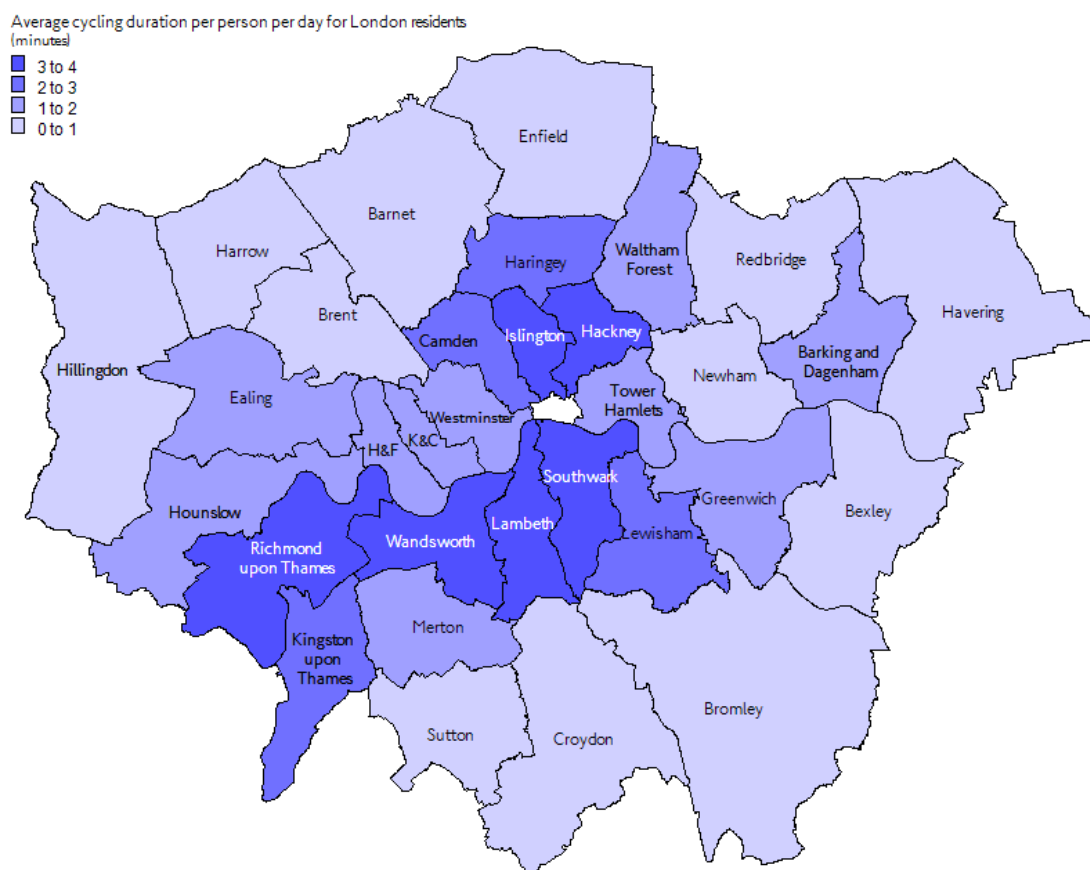 Average cycling duration per person per day for London residents
(minutes)
3 to 4
2 to 3
1 to 2
0 to 1
Enfield
Barnet
Harrow
Haringey
Waltham
Forest
Redbridge
Havering
Brent
Camden
Islington
Hackney
Hillingdon
Ealing
Newham
Barking and
Dagenham
Tower
Hamlets
Westminster
K&C
H&F
Southwark
Hounslow
Greenwich
Bexley
Richmond
upon Thames
Wandsworth
Lambeth
Lewisham
Merton
Kingston
upon
Thames
Sutton
Croydon
Bromley